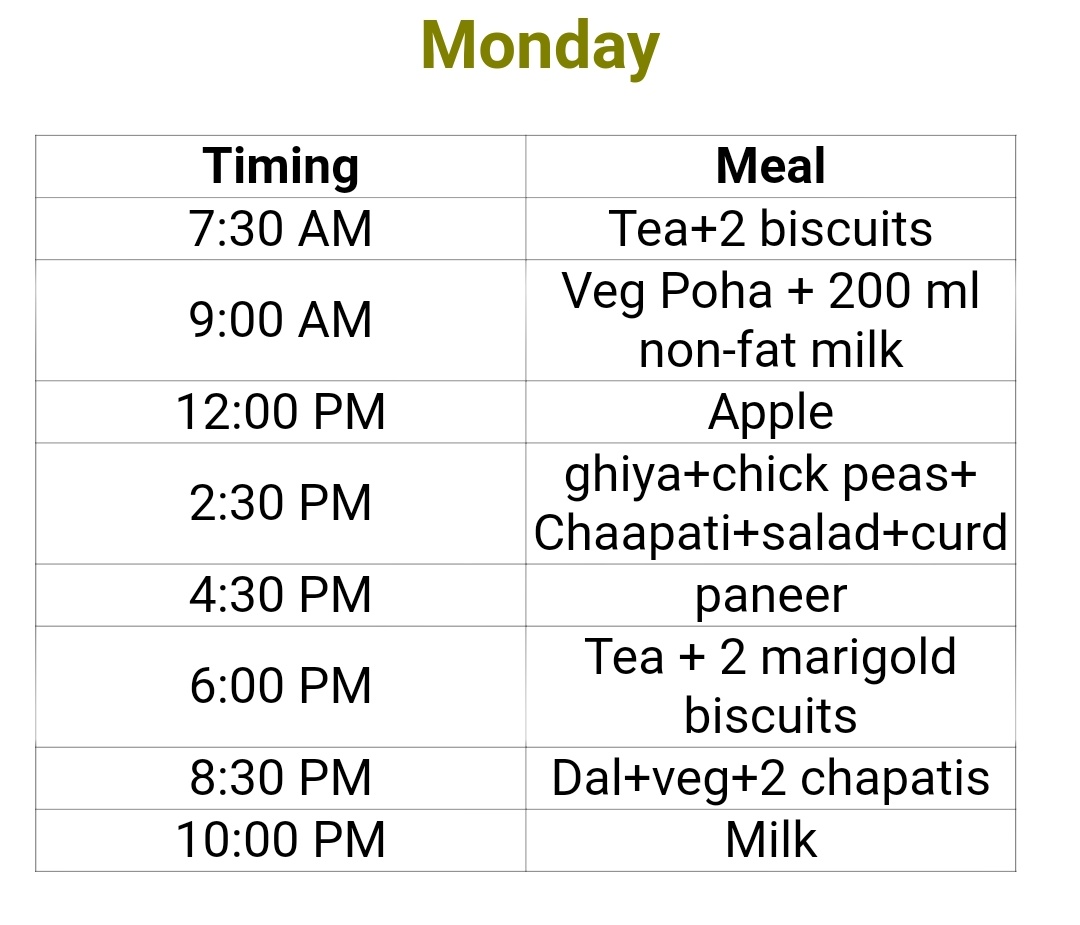 Monday
Timing Meal
7:30 AM Tea+2 biscuits
9:00 AM Veg Poha + 200 ml
non-fat milk
12:00 PM Apple
2:30 PM ghiya+chick peas+
Chaapati+salad+curd
4:30 PM paneer
6:00 PM Tea + 2 marigold
biscuits
8:30 PM Dal+veg+2 chapatis
10:00 PM Milk